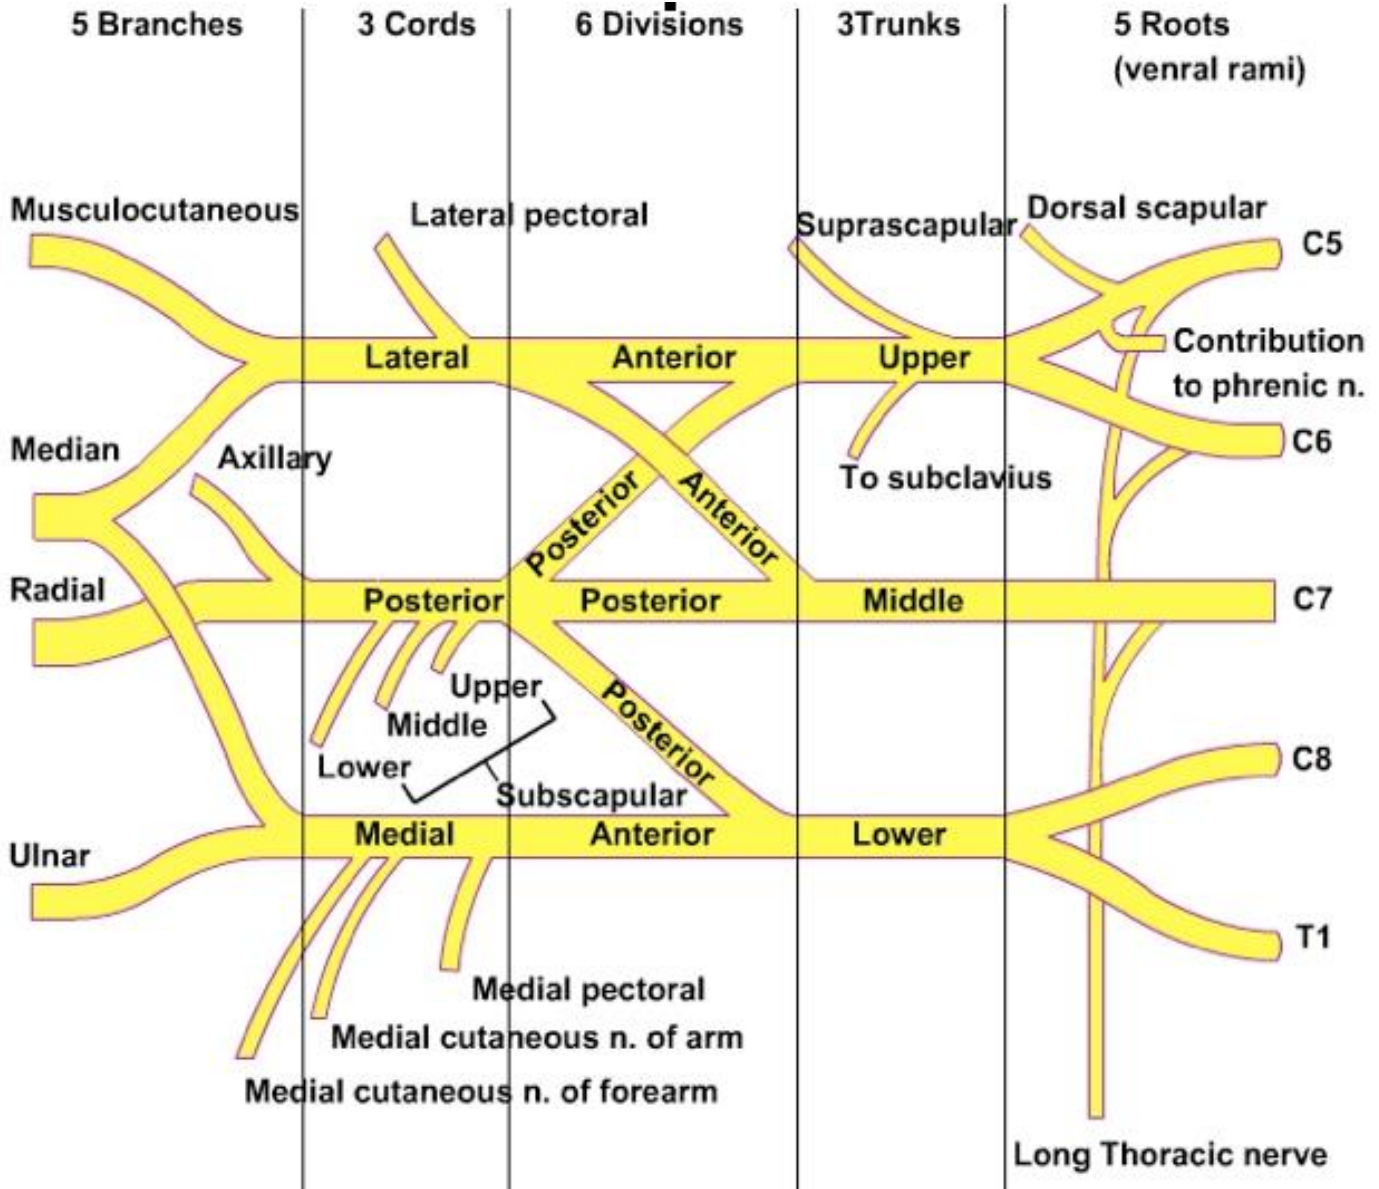 5 Branches
3 Cords
6 Divisions
3Trunks
5 Roots
(venral rami)
Musculocutaneous
Lateral pectoral
Suprascapular
Dorsal scapular
C5
Lateral
Anterior
Upper
Contribution
to phrenic n.
Median
Axillary
Posterior
Anterior
To subclavius
C6
Radial
Posterior
Posterior
Middle
C7
Upper
Middle
Lower
Subscapular
Posterior
C8
Ulnar
Medial
Anterior
Lower
T1
Medial pectoral
Medial cutaneous n. of arm
Medial cutaneous n. of forearm
Long Thoracic nerve